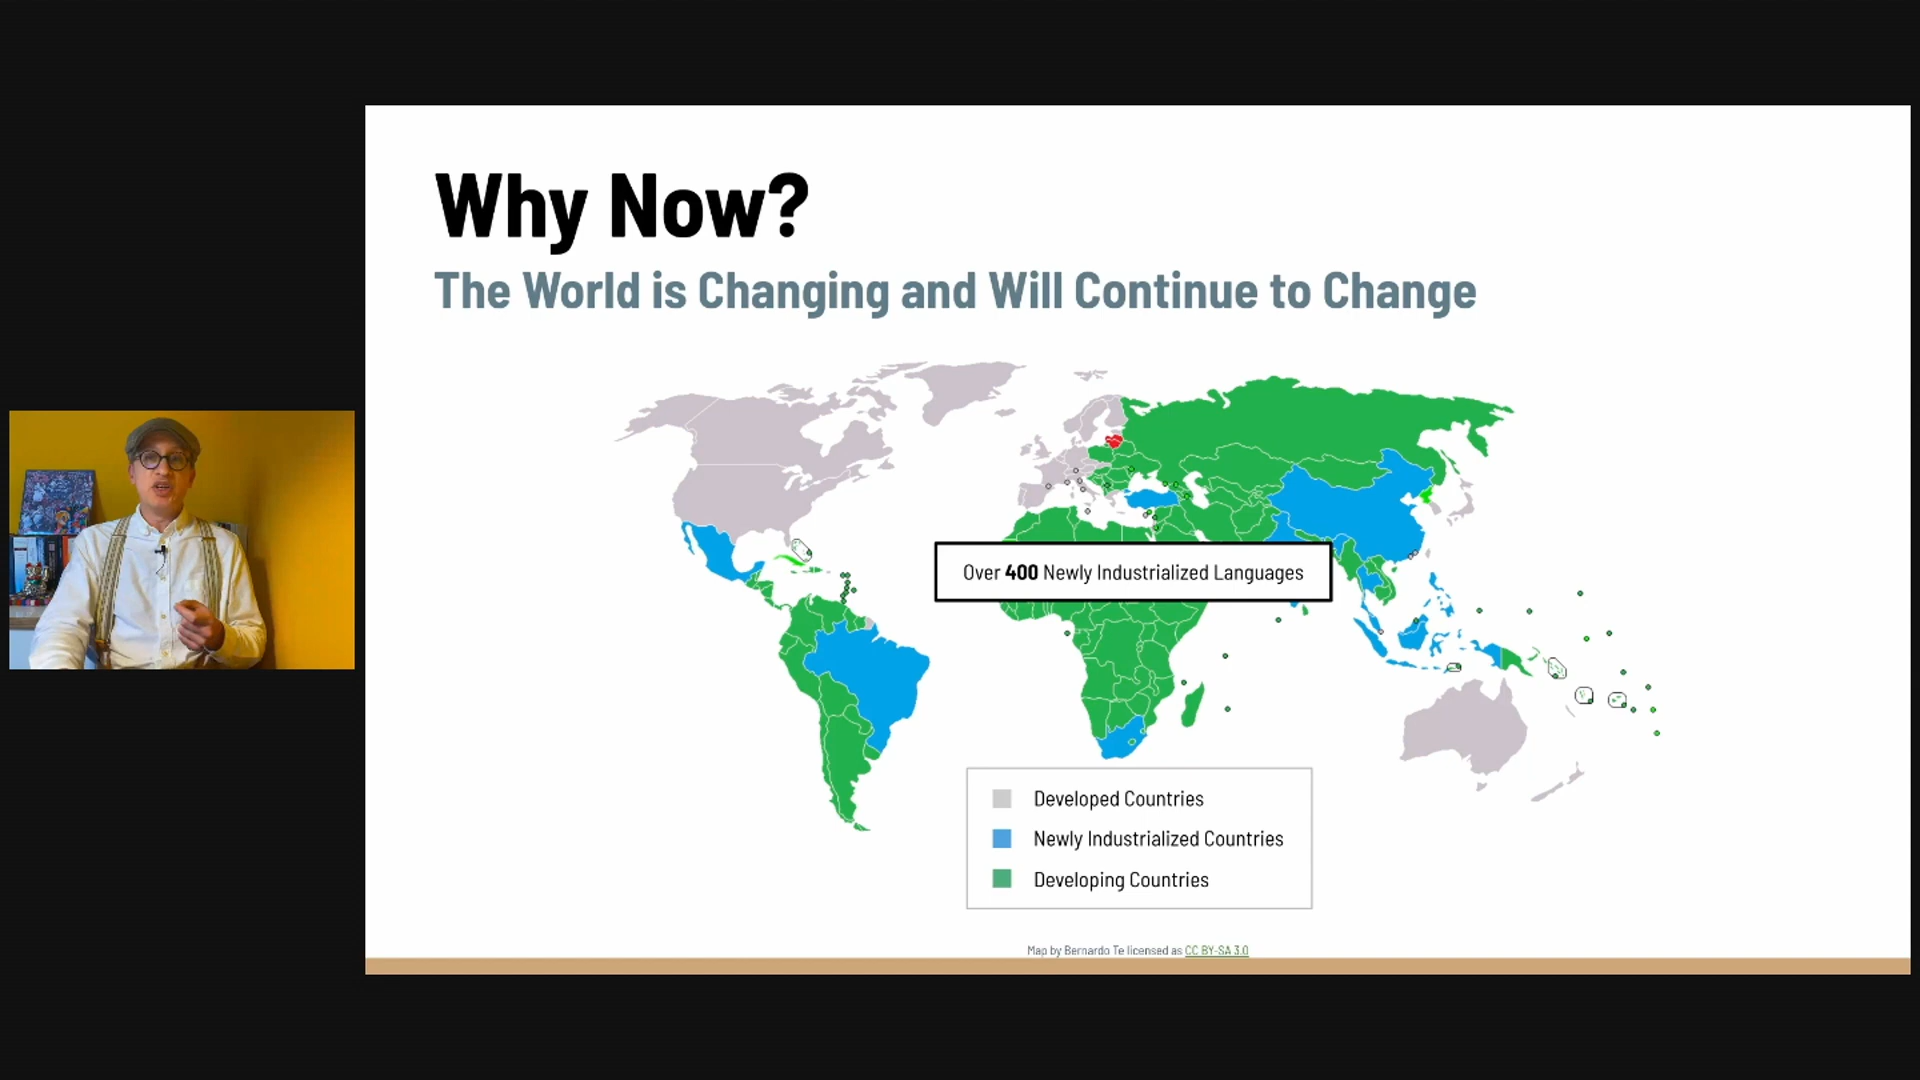 Why Now?
The World is Changing and Will Continue to Change
Over 400 Newly Industrialized Languages
Developed Countries
Newly Industrialized Countries
Developing Countries
Map by Bernardo Te licensed as CC BY-SA 3.0